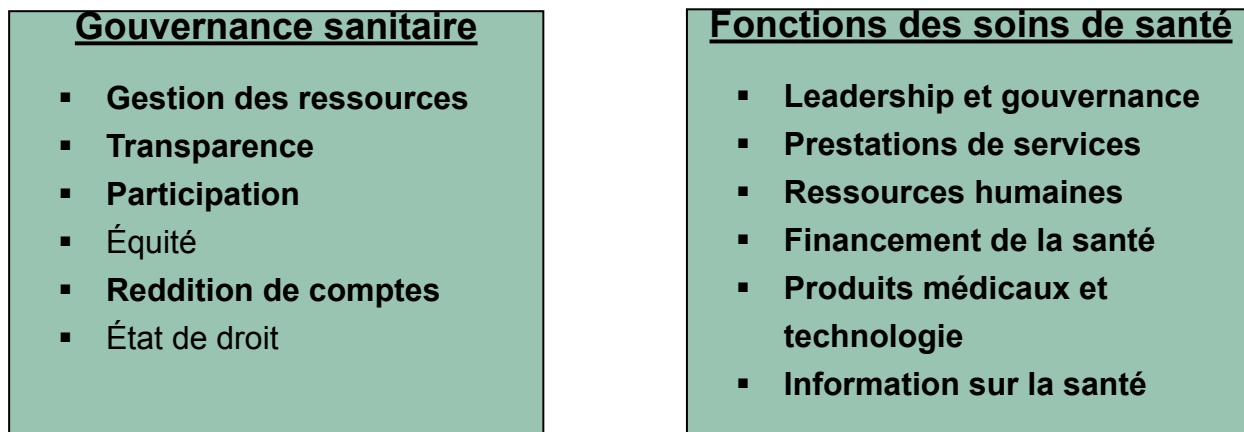 Gouvernance sanitaire
▪ Gestion des ressources
▪ Transparence
▪ Participation
▪ Équité
▪ Reddition de comptes
▪ État de droit
Fonctions des soins de santé
▪ Leadership et gouvernance
▪ Prestations de services
▪ Ressources humaines
▪ Financement de la santé
▪ Produits médicaux et
technologie
▪ Information sur la santé